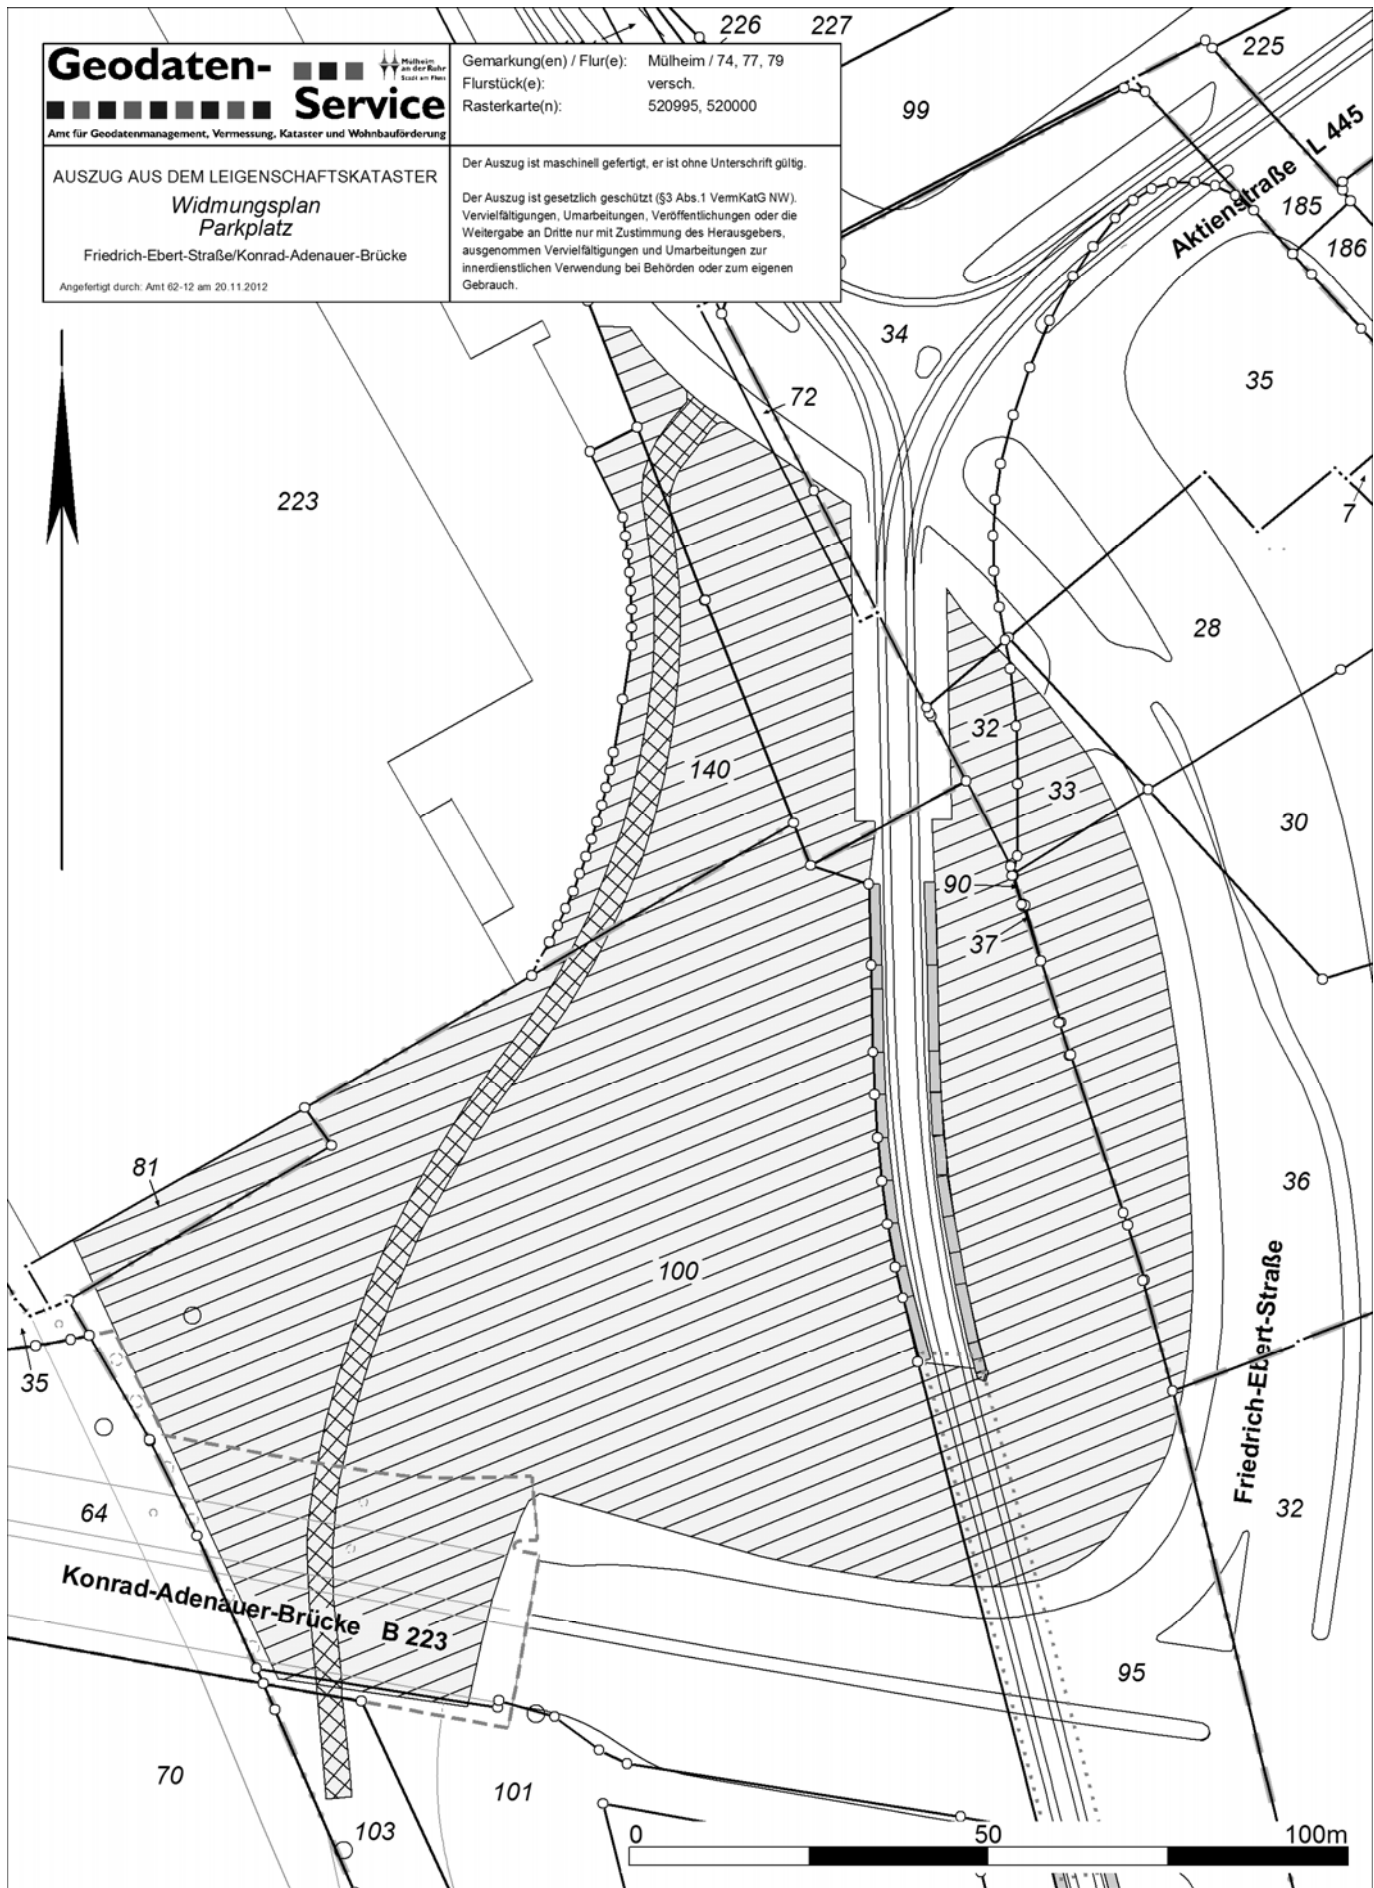 Geodaten-
Service
Mülheim
an der Ruhr
Stadt am Fluss
Amt für Geodatenmanagement, Vermessung, Kataster und Wohnbauförderung
AUSZUG AUS DEM LEIGENSCHAFTSKATASTER
Widmungsplan
Parkplatz
Friedrich-Ebert-Straße/Konrad-Adenauer-Brücke
Angefertigt durch: Amt 62-12 am 20.11.2012
Gemarkung(en) / Flur(e): Mülheim / 74, 77, 79
Flurstück(e): versch.
Rasterkarte(n): 520995, 520000
Der Auszug ist maschinell gefertigt, er ist ohne Unterschrift gültig.
Der Auszug ist gesetzlich geschützt (§3 Abs.1 VermKatG NW).
Vervielfältigungen, Umarbeitungen, Veröffentlichungen oder die
Weitergabe an Dritte nur mit Zustimmung des Herausgebers,
ausgenommen Vervielfältigungen und Umarbeitungen zur
innerdienstlichen Verwendung bei Behörden oder zum eigenen
Gebrauch.
226
227
225
99
L 445
Aktienstraße
185
186
34
35
72
223
7
28
32
140
33
30
90
37
81
36
100
35
Friedrich-Ebert-Straße
32
64
Konrad-Adenauer-Brücke B 223
95
70
101
103
0 50 100m